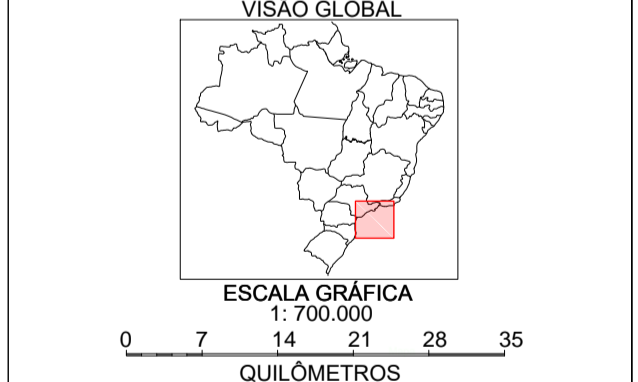 VISÃO GLOBAL
ESCALA GRÁFICA
1: 700.000
0 7 14 21 28 35
QUILÔMETROS